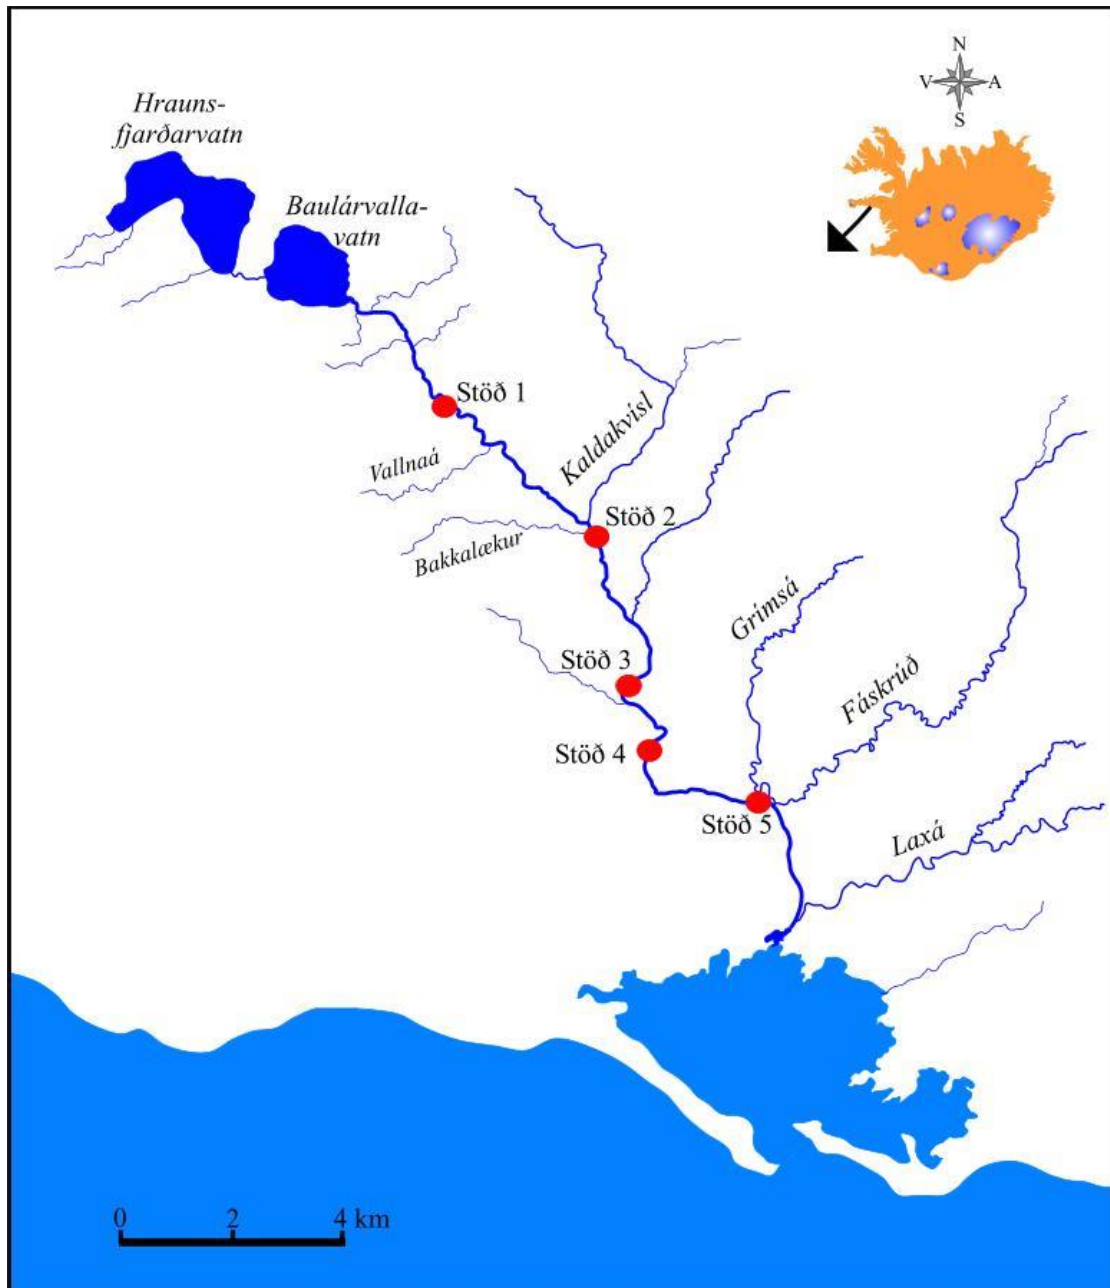 N
V
A
S
Hrauns-
fjarðarvatn
Baulárvalla-
vatn
Stöð 1
Kaldakvísl
Vallnaá
Stöð 2
Bakkalækur
Grímsá
Stöð 3
Fáskrúð
Stöð 4
Stöð 5
Laxá
0 2 4 km